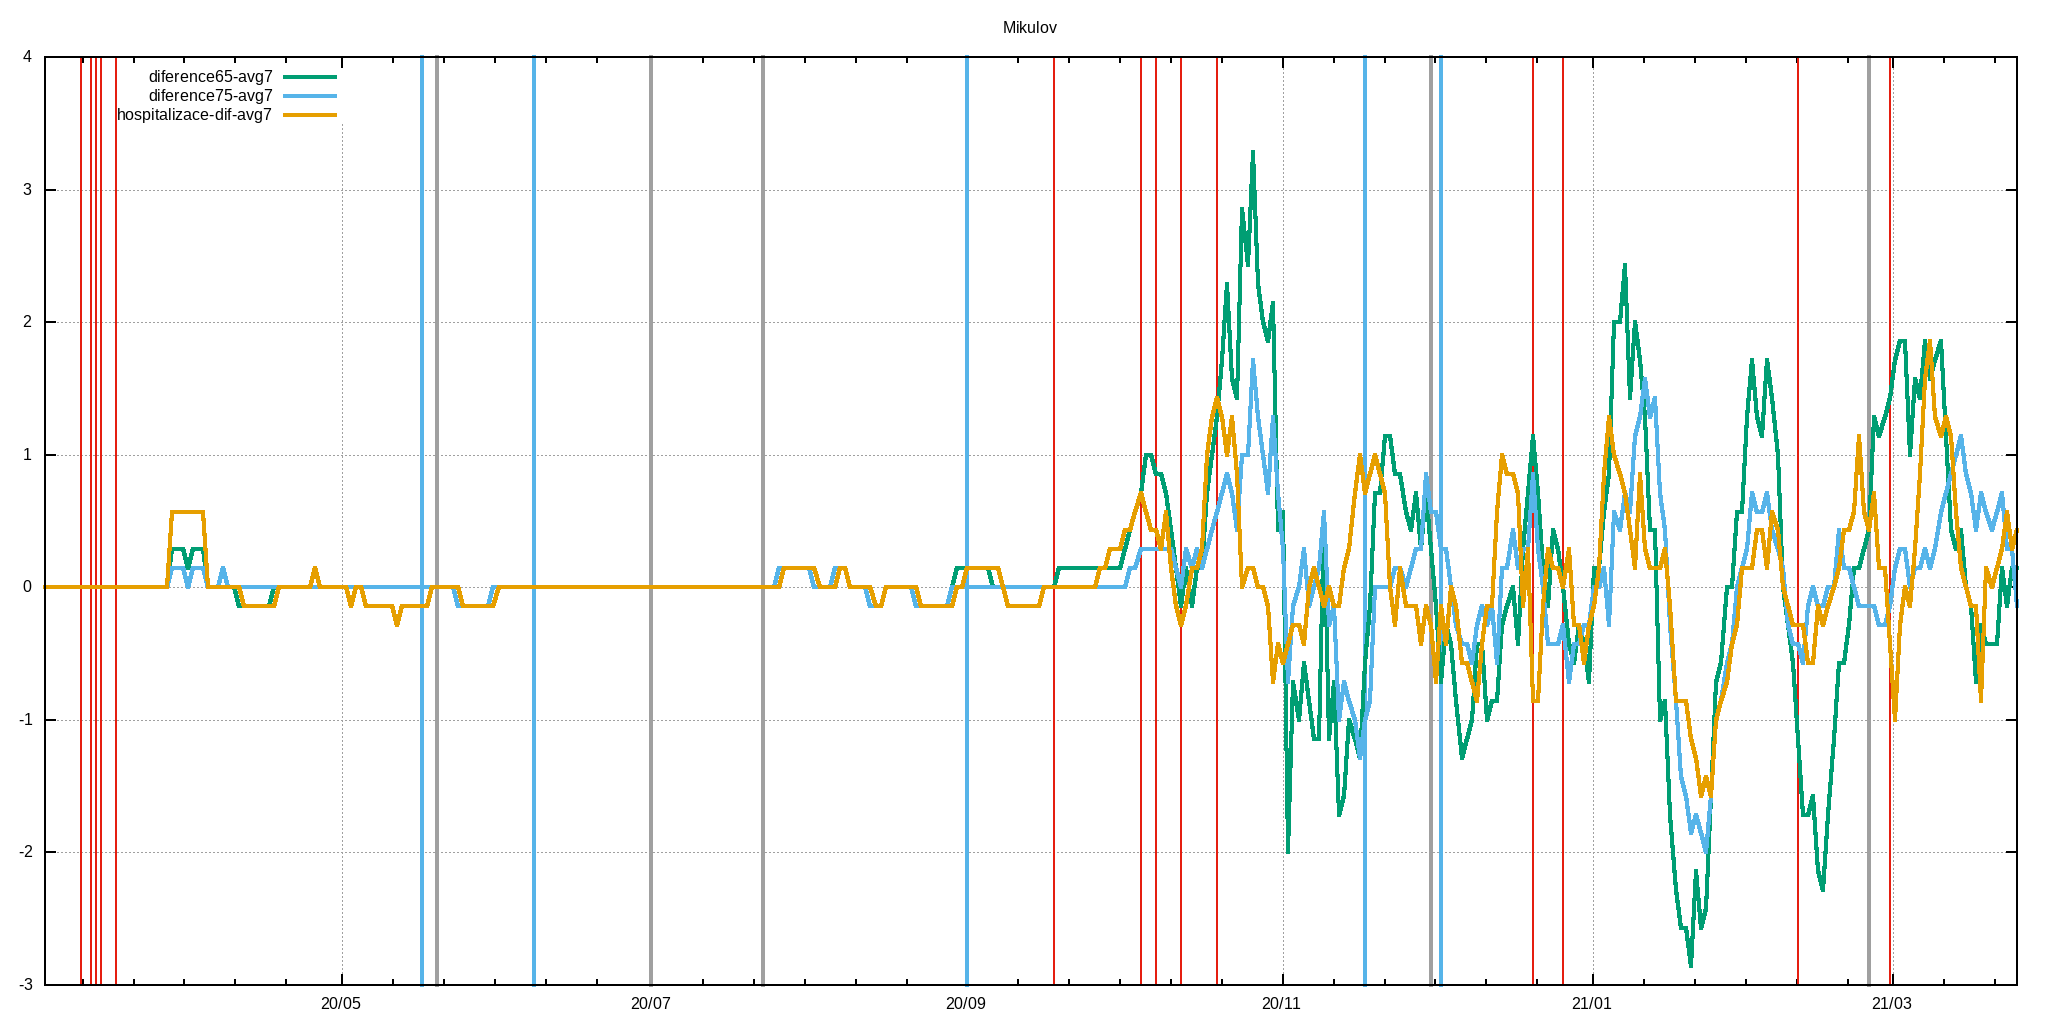 Mikulov
4
diference65-avg7
diference75-avg7
hospitalizace-dif-avg7
3
2
1
0
-1
-2
-3
20/05 20/07 20/09 20/11 21/01 21/03